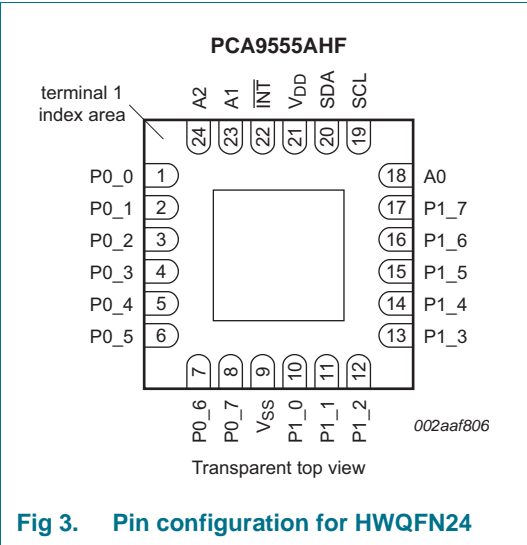 PCA9555AHF
terminal 1
index area
A2 A1 INT VDD SDA SCL
24 23 22 21 20 19
P0_0 1 18 A0
P0_1 2 17 P1_7
P0_2 3 16 P1_6
P0_3 4 15 P1_5
P0_4 5 14 P1_4
P0_5 6 13 P1_3
7 8 9 10 11 12
P0_6 P0_7 VSS P1_0 P1_1 P1_2
002aaf806
Transparent top view
Fig 3. Pin configuration for HWQFN24